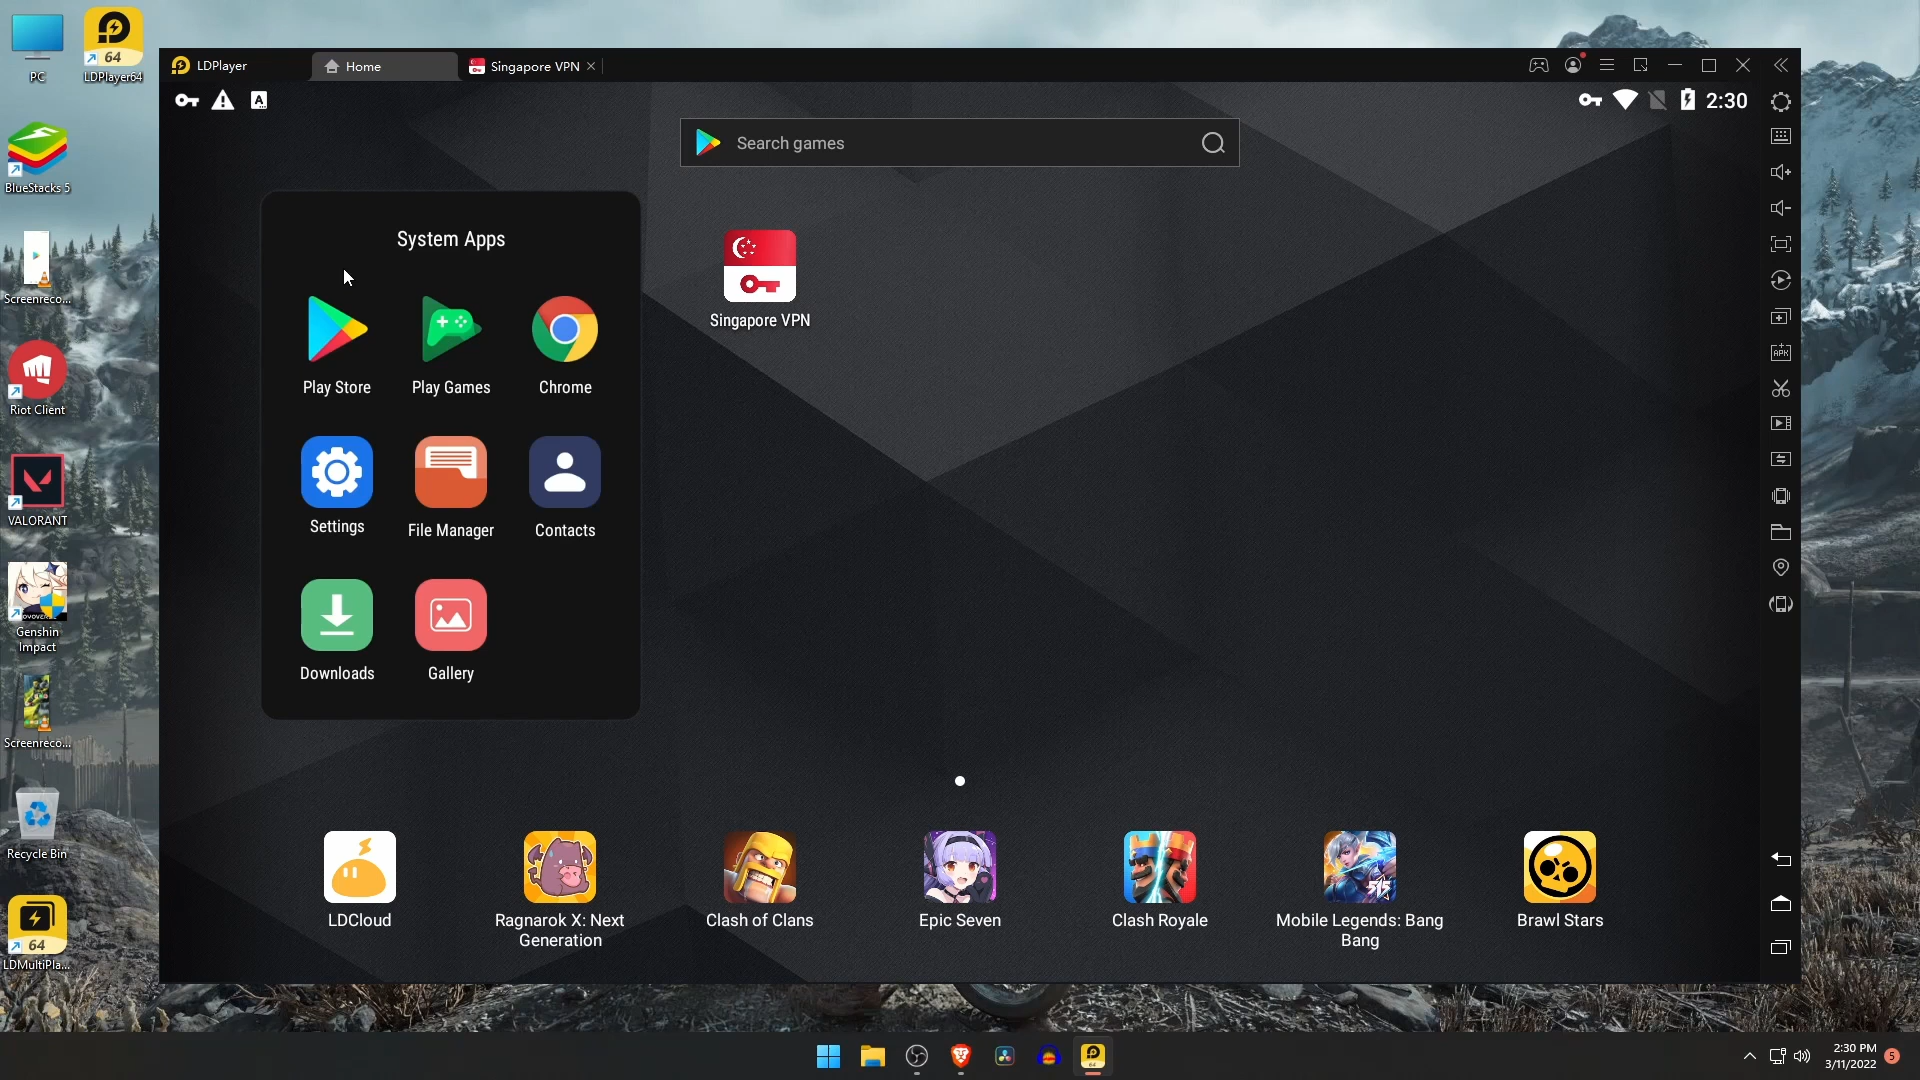 PC
64
LDPlayer64
BlueStacks 5
Screenreco...
Riot Client
VALORANT
Genshin
Impact
Screenreco...
Recycle Bin
64
LDMultiPla...
LDPlayer
Home
Singapore VPN
A
2:30
Search games
System Apps
Play Store
Play Games
Chrome
Settings
File Manager
Contacts
Downloads
Gallery
Singapore VPN
APK
LDCloud
Ragnarok X: Next
Generation
Clash of Clans
Epic Seven
Clash Royale
515
Mobile Legends: Bang
Bang
Brawl Stars
64
2:30 PM
3/11/2022
5